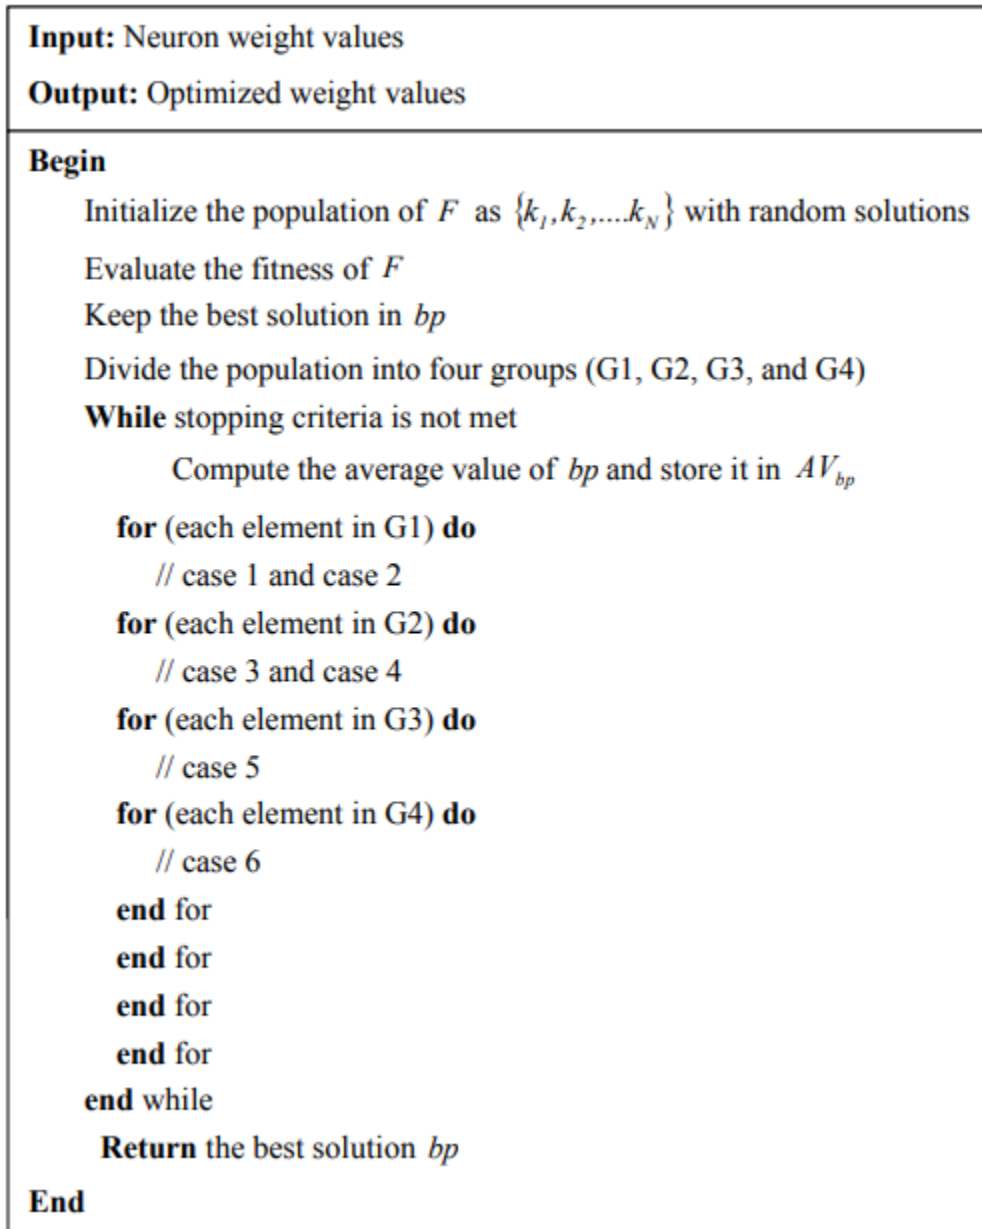 Input: Neuron weight values
Output: Optimized weight values
Begin
Initialize the population of F as {k1,k2,....kN} with random solutions
Evaluate the fitness of F
Keep the best solution in bp
Divide the population into four groups (G1, G2, G3, and G4)
While stopping criteria is not met
Compute the average value of bp and store it in AVbp
for (each element in G1) do
// case 1 and case 2
for (each element in G2) do
// case 3 and case 4
for (each element in G3) do
// case 5
for (each element in G4) do
// case 6
end for
end for
end for
end for
end while
Return the best solution bp
End